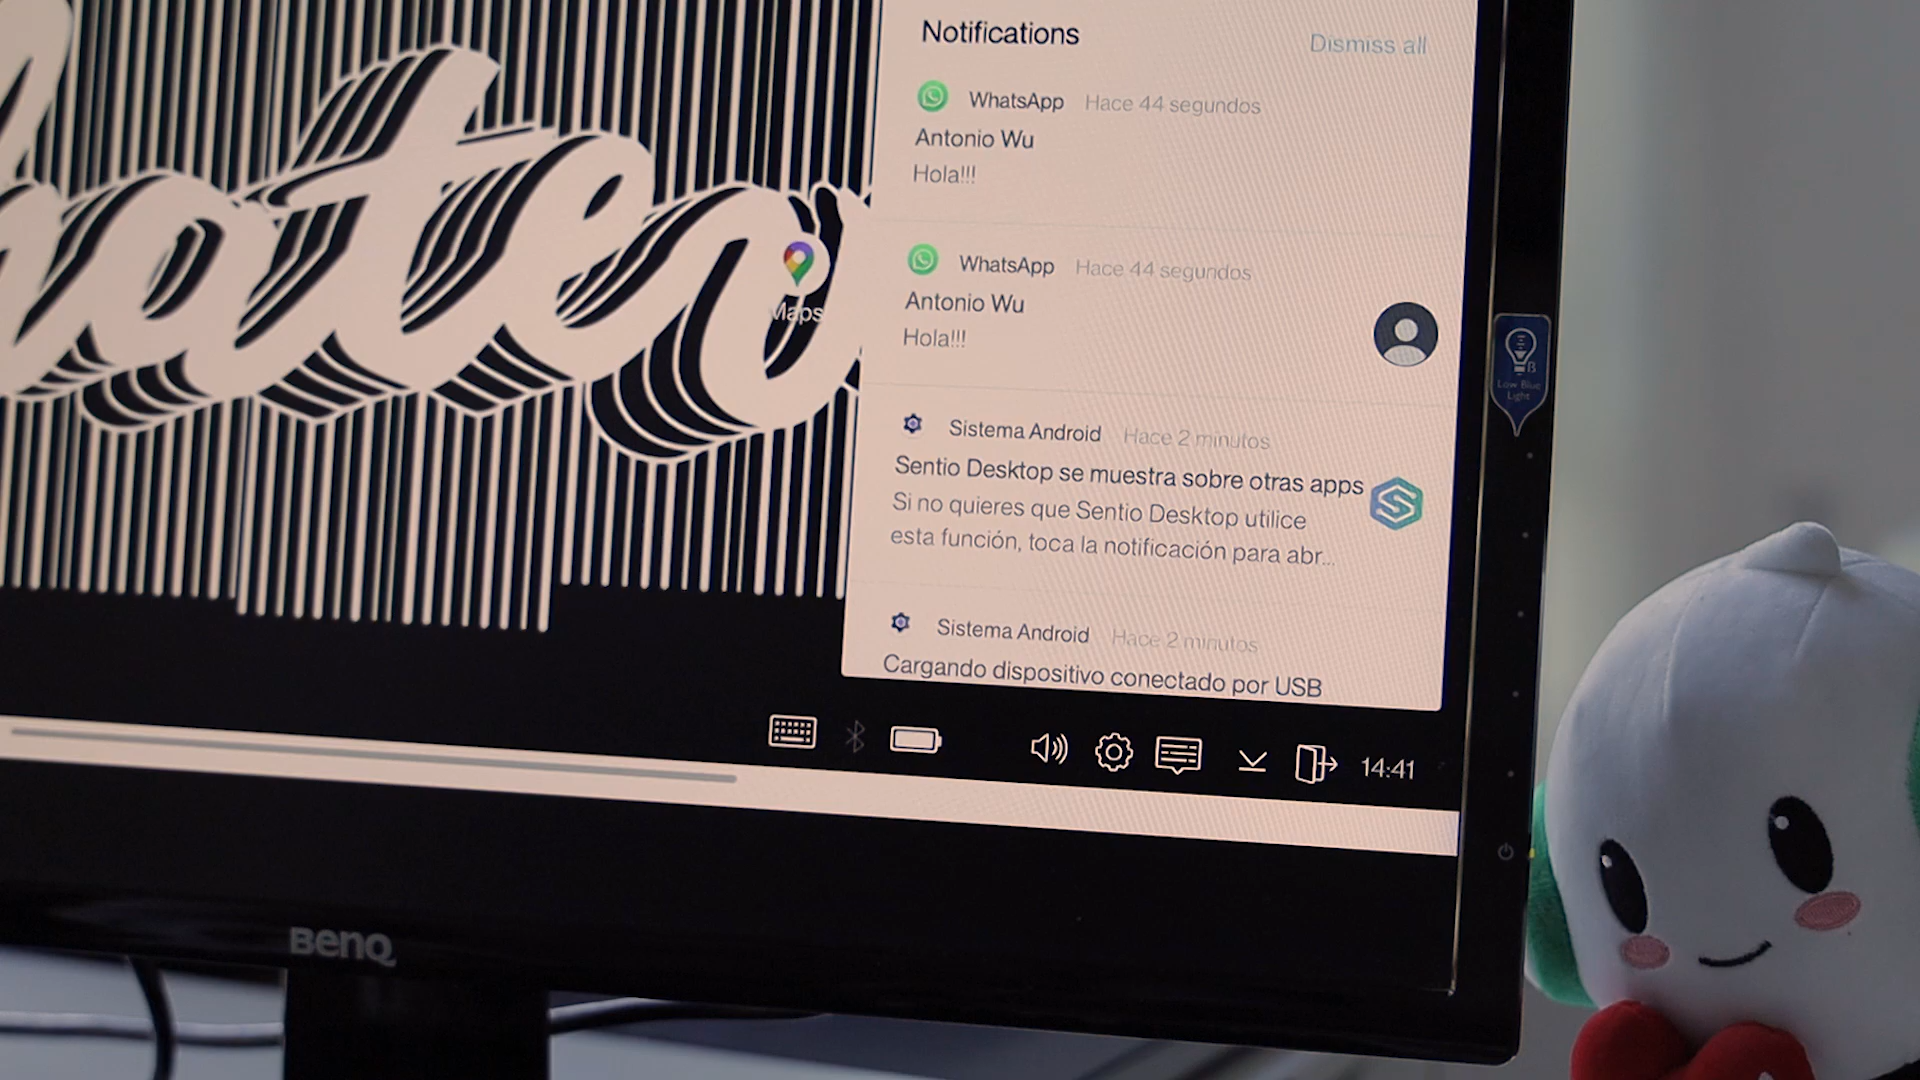 Notifications
Dismiss all
WhatsApp Hace 44 segundos
Antonio Wu
Hola!!!
WhatsApp Hace 44 segundos
Antonio Wu
Hola!!!
Sistema Android Hace 2 minutos
Sentio Desktop se muestra sobre otras apps
Si no quieres que Sentio Desktop utilice
esta función, toca la notificación para abr...
Sistema Android Hace 2 minutos
Cargando dispositivo conectado por USB
Maps
14:41
B
Low Blue
Light
BenQ